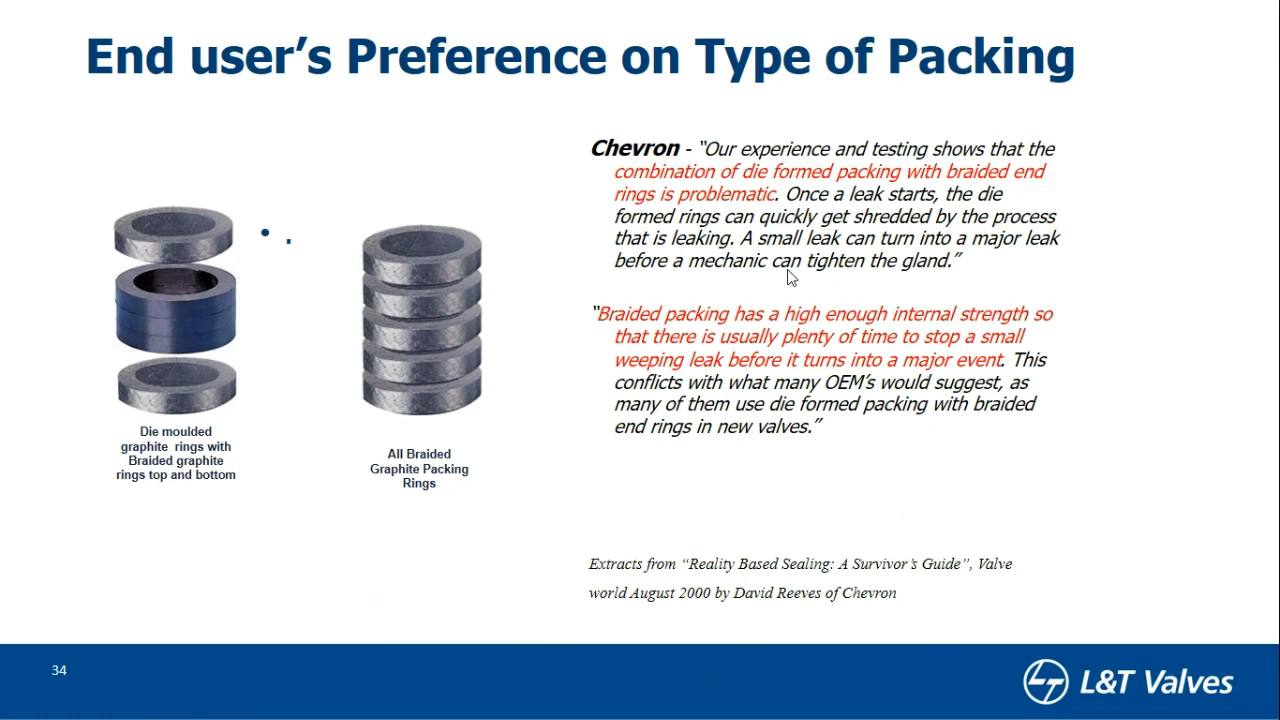 End user’s Preference on Type of Packing
Chevron - “Our experience and testing shows that the
combination of die formed packing with braided end
rings is problematic. Once a leak starts, the die
formed rings can quickly get shredded by the process
that is leaking. A small leak can turn into a major leak
before a mechanic can tighten the gland.”
“Braided packing has a high enough internal strength so
that there is usually plenty of time to stop a small
weeping leak before it turns into a major event. This
conflicts with what many OEM’s would suggest, as
many of them use die formed packing with braided
end rings in new valves.”
• .
Die moulded
graphite rings with
Braided graphite
rings top and bottom
All Braided
Graphite Packing
Rings
Extracts from “Reality Based Sealing: A Survivor’s Guide”, Valve
world August 2000 by David Reeves of Chevron
34
L&T Valves